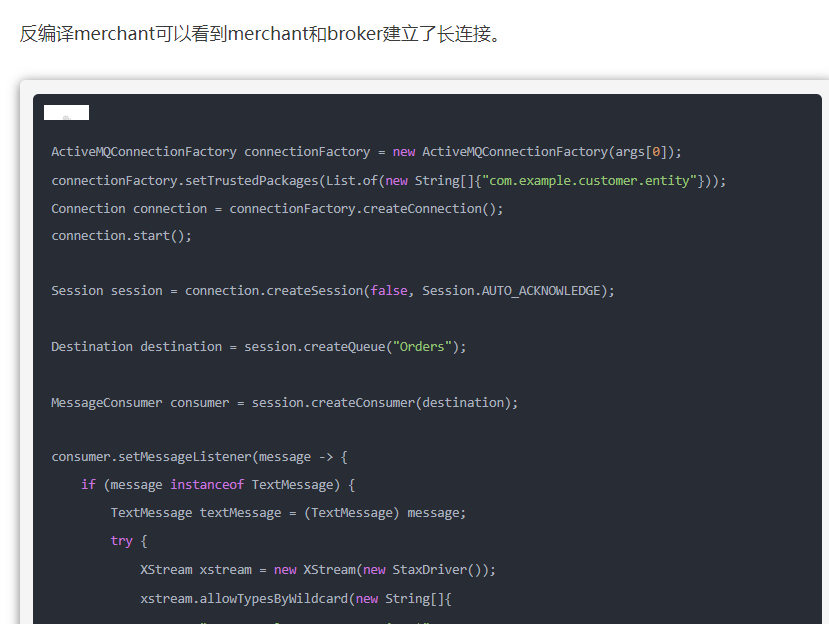 反编译merchant可以看到merchant和broker建立了长连接。
ActiveMQConnectionFactory connectionFactory = new ActiveMQConnectionFactory(args[0]);
connectionFactory.setTrustedPackages(List.of(new String[]{"com.example.customer.entity"}));
Connection connection = connectionFactory.createConnection();
connection.start();
Session session = connection.createSession(false, Session.AUTO_ACKNOWLEDGE);
Destination destination = session.createQueue("Orders");
MessageConsumer consumer = session.createConsumer(destination);
consumer.setMessageListener(message -> {
if (message instanceof TextMessage) {
TextMessage textMessage = (TextMessage) message;
try {
XStream xstream = new XStream(new StaxDriver());
xstream.allowTypesByWildcard(new String[]{